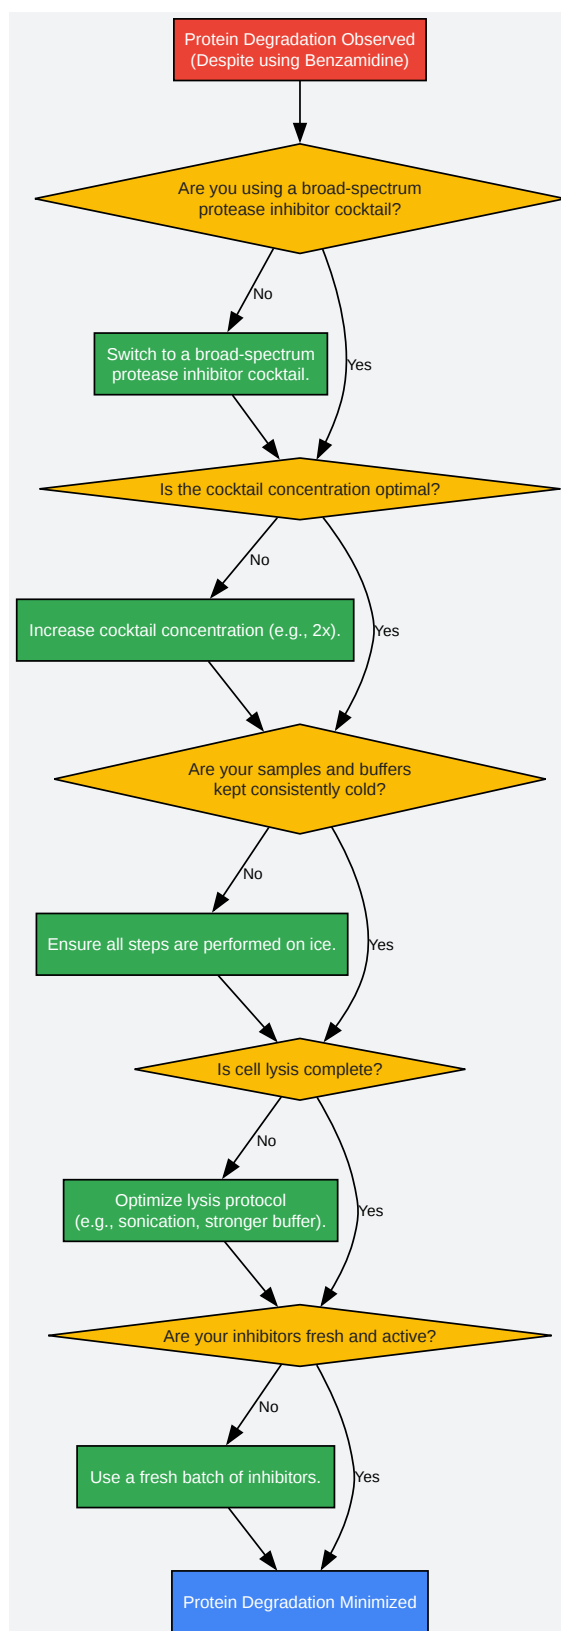 Protein Degradation Observed
(Despite using Benzamidine)
Are you using a broad-spectrum
protease inhibitor cocktail?
No
Switch to a broad-spectrum
protease inhibitor cocktail.
Yes
Is the cocktail concentration optimal?
No
Increase cocktail concentration (e.g., 2x).
Yes
Are your samples and buffers
kept consistently cold?
No
Ensure all steps are performed on ice.
Yes
Is cell lysis complete?
No
Optimize lysis protocol
(e.g., sonication, stronger buffer).
Yes
Are your inhibitors fresh and active?
No
Use a fresh batch of inhibitors.
Yes
Protein Degradation Minimized